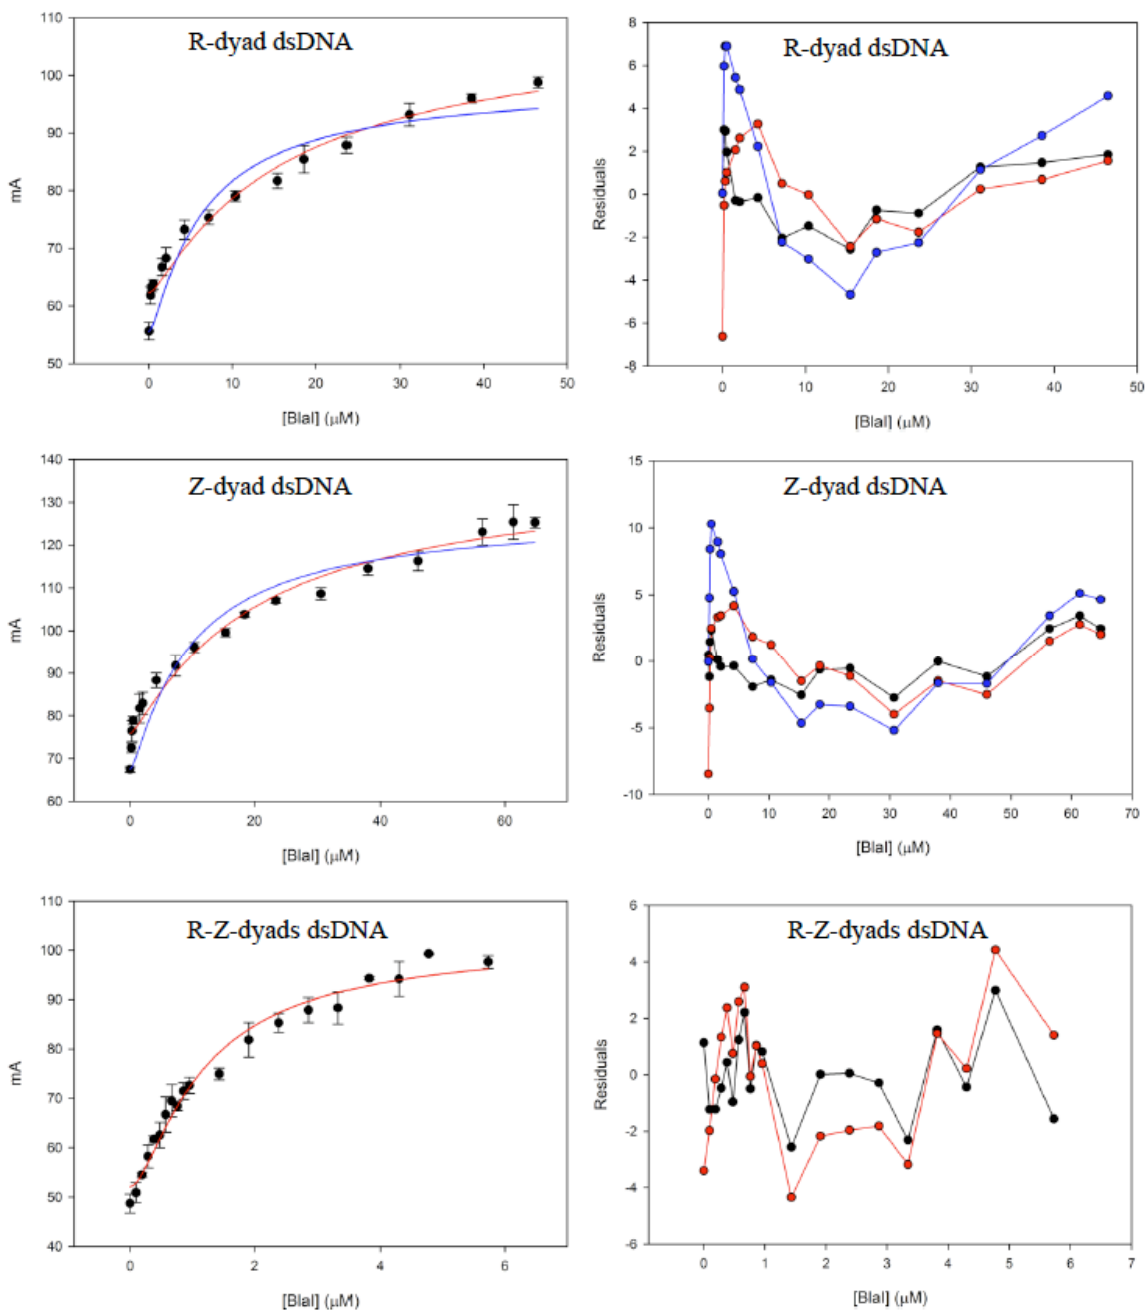 R-dyad dsDNA
110
100
90
80
70
60
50
mA
0 10 20 30 40 50
[BlaI] (μM)
R-dyad dsDNA
8
6
4
2
0
-2
-4
-6
-8
Residuals
0 10 20 30 40 50
[BlaI] (μM)
Z-dyad dsDNA
140
130
120
110
100
90
80
70
60
mA
0 20 40 60
[BlaI] (μM)
Z-dyad dsDNA
15
10
5
0
-5
-10
Residuals
0 10 20 30 40 50 60 70
[BlaI] (μM)
R-Z-dyads dsDNA
110
100
90
80
70
60
50
40
mA
0 2 4 6
[BlaI] (μM)
R-Z-dyads dsDNA
6
4
2
0
-2
-4
-6
Residuals
0 1 2 3 4 5 6 7
[BlaI] (μM)